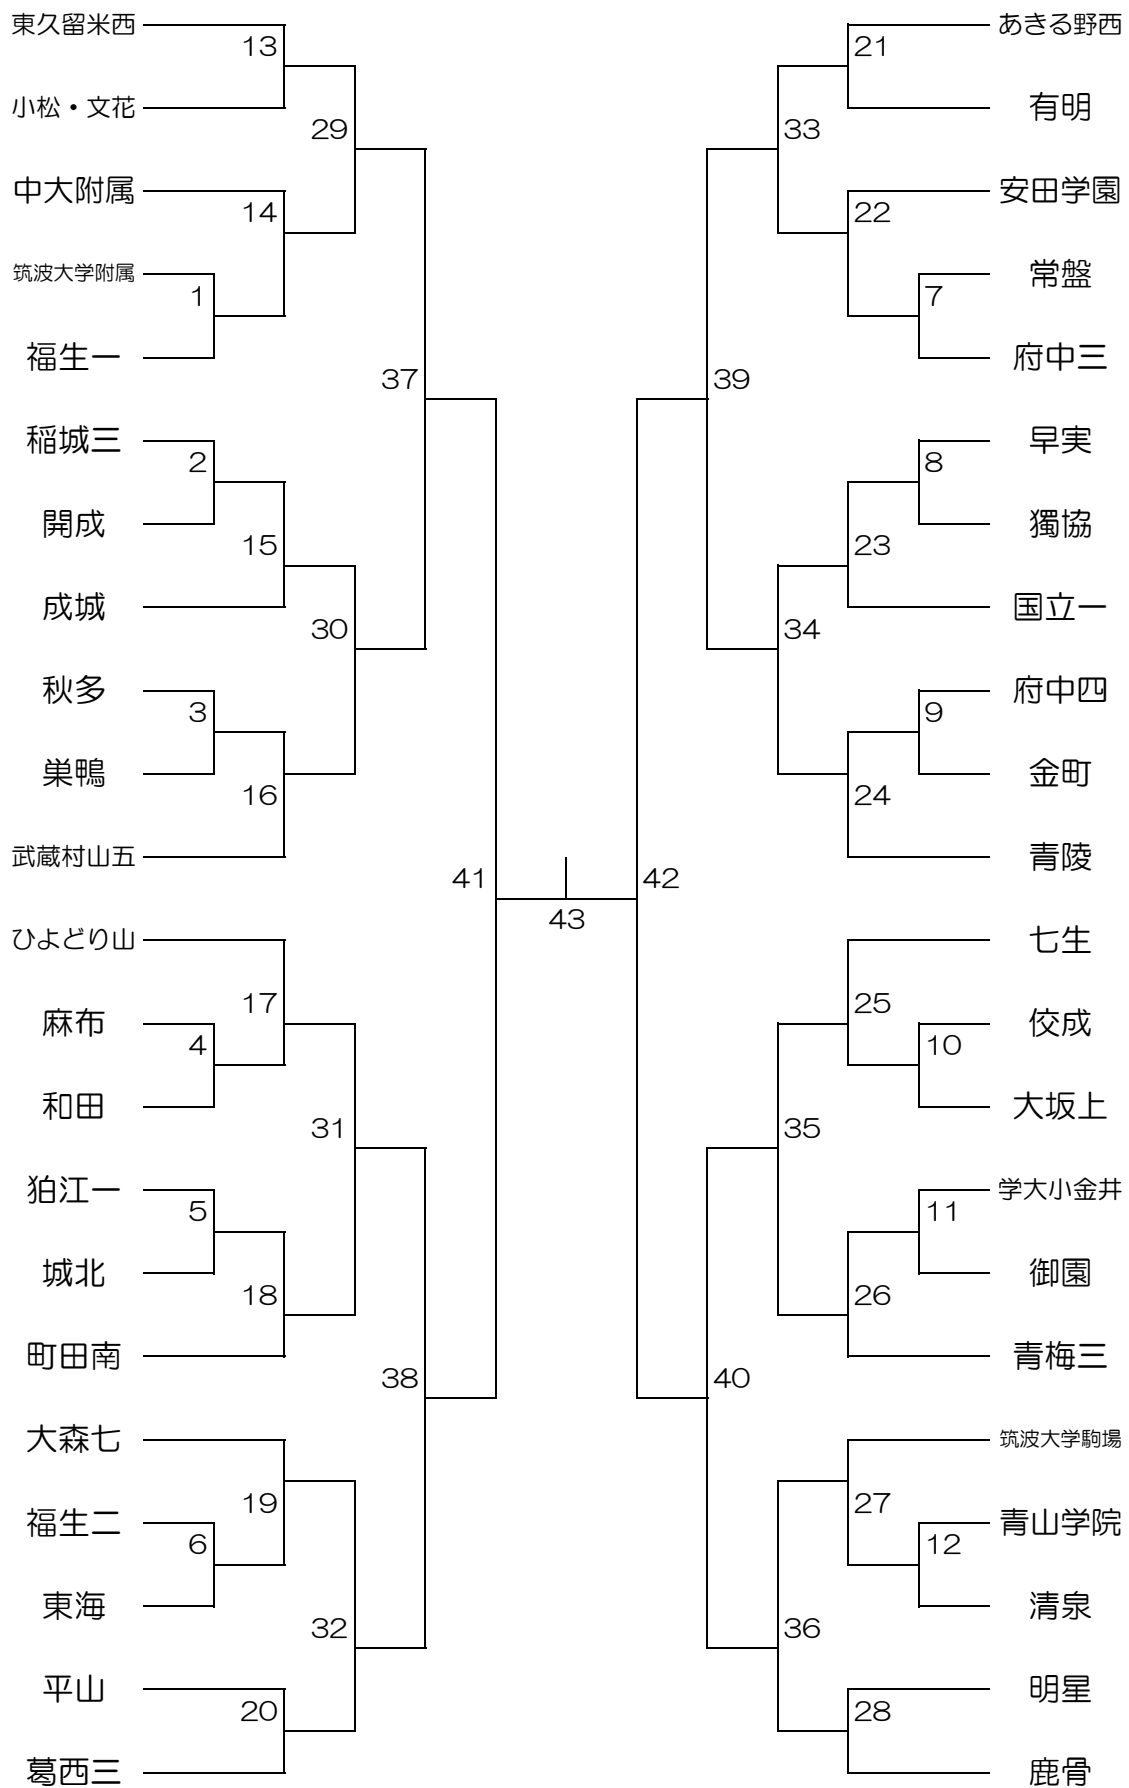 東久留米西
13
小松・文花
29
中大附属
14
筑波大学附属
1
福生一
37
稲城三
2
開成
15
成城
30
秋多
3
巣鴨
16
武蔵村山五
41
ひよどり山
17
麻布
4
和田
31
狛江一
5
城北
18
町田南
38
大森七
19
福生二
6
東海
32
平山
20
葛西三
43
あきる野西
21
有明
33
安田学園
22
常盤
7
府中三
39
早実
8
獨協
23
国立一
34
府中四
9
金町
24
青陵
42
七生
25
佼成
10
大坂上
35
学大小金井
11
御園
26
青梅三
40
筑波大学駒場
27
青山学院
12
清泉
36
明星
28
鹿骨